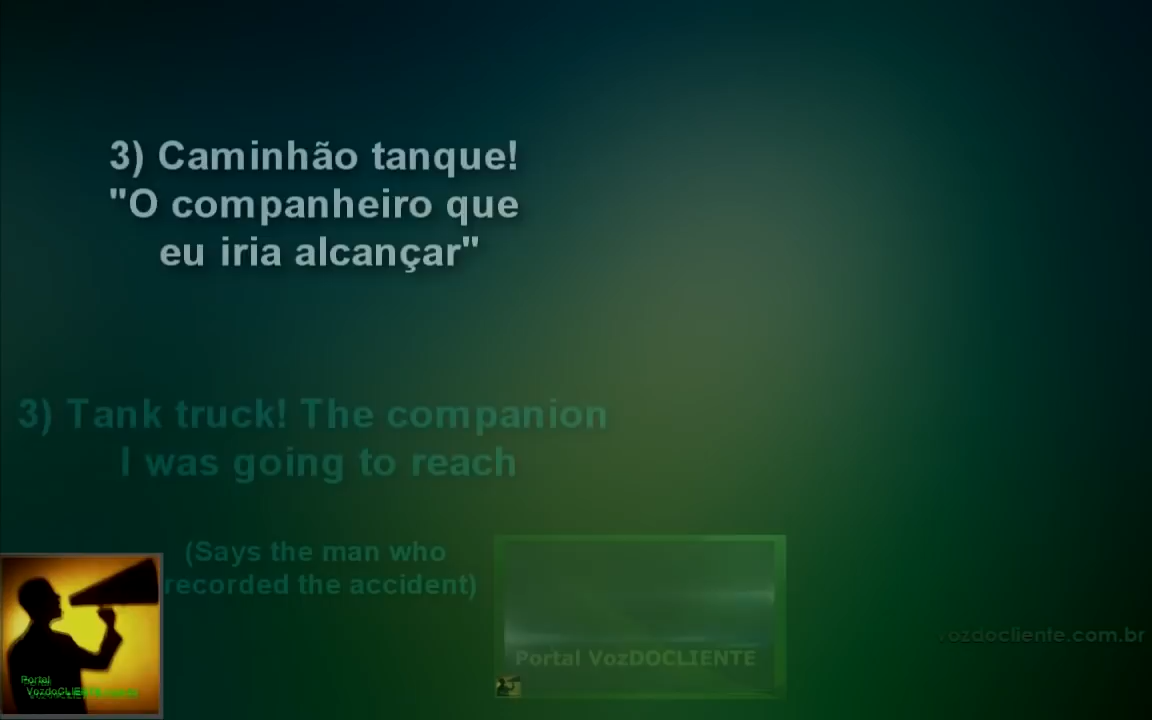 3) Caminhão tanque!
"O companheiro que
eu iria alcançar"
3) Tank truck! The companion
I was going to reach
(Says the man who
recorded the accident)
Portal VozDOCLIENTE
vozdocliente.com.br
Portal